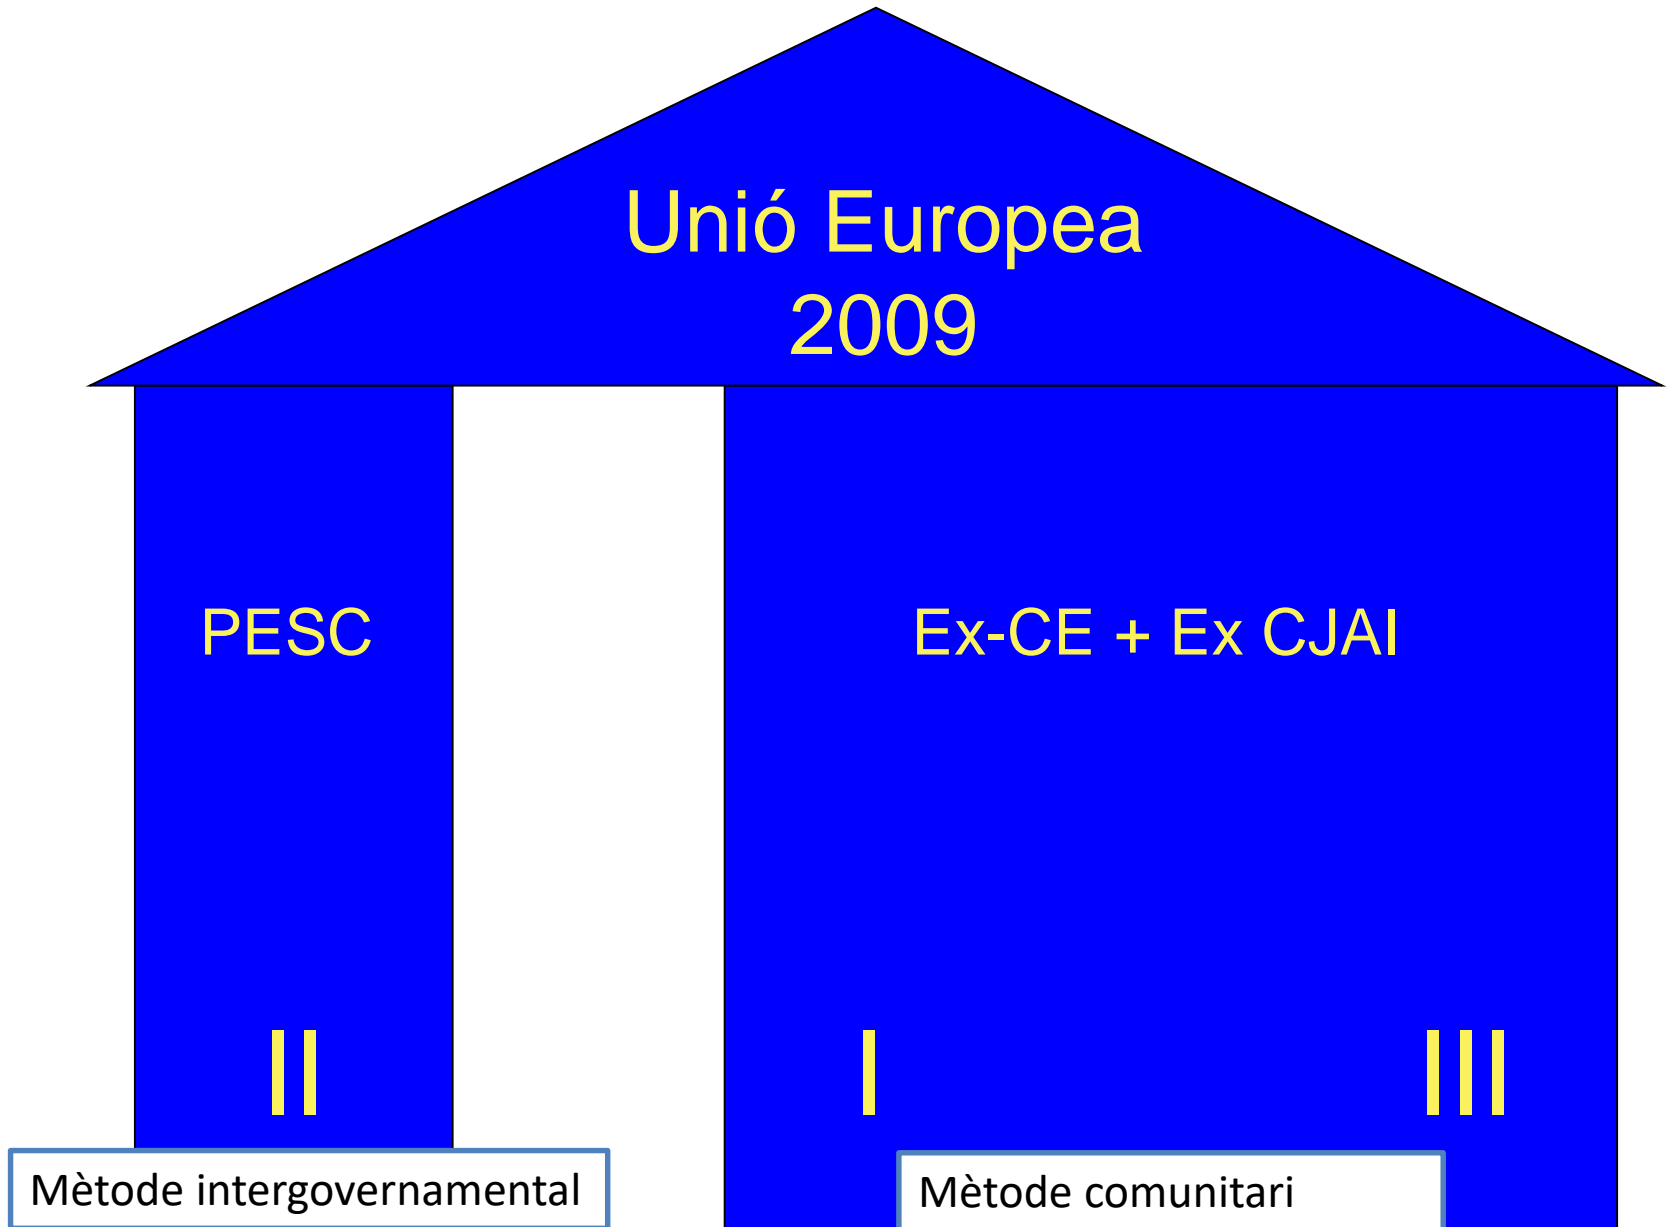 Unió Europea
2009
PESC
Ex-CE + Ex CJAI
II
I
III
Mètode intergovernamental
Mètode comunitari